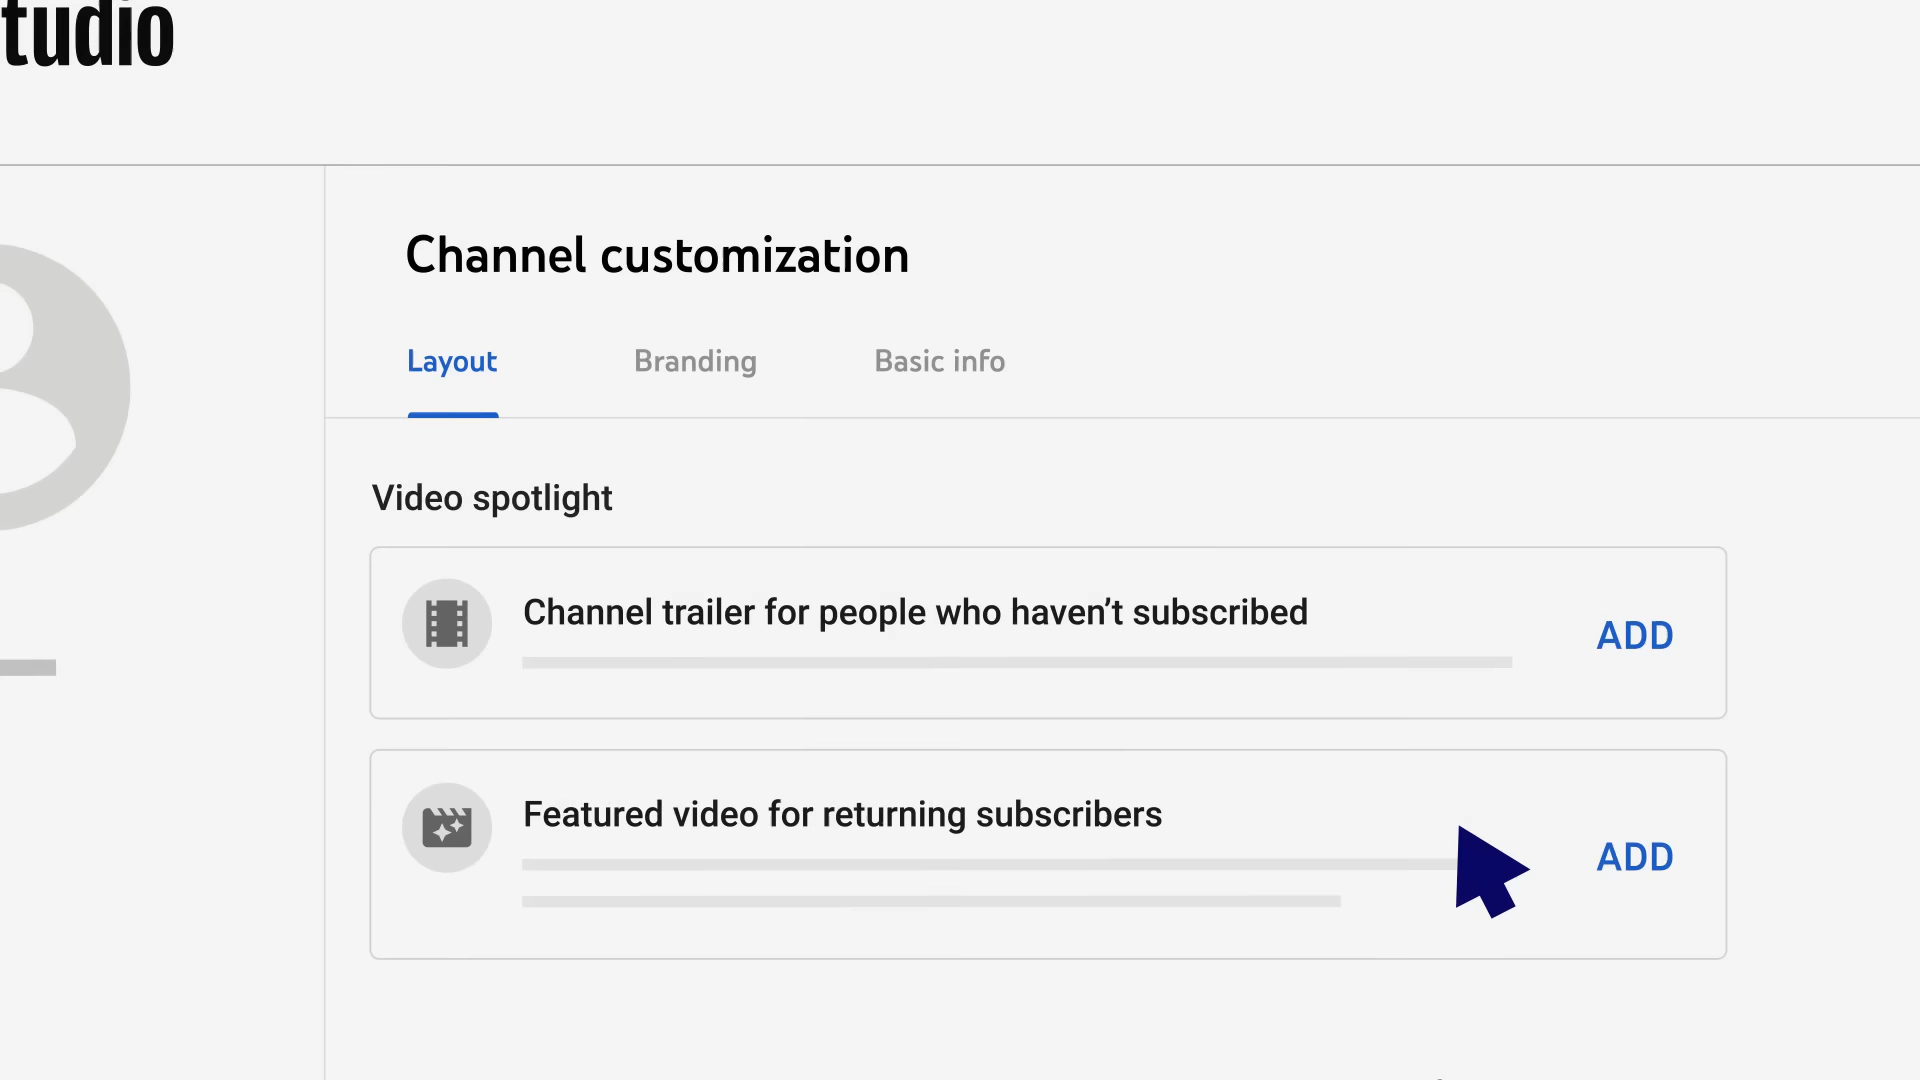 tudio
Channel customization
Layout Branding Basic info
Video spotlight
Channel trailer for people who haven’t subscribed
ADD
Featured video for returning subscribers
ADD